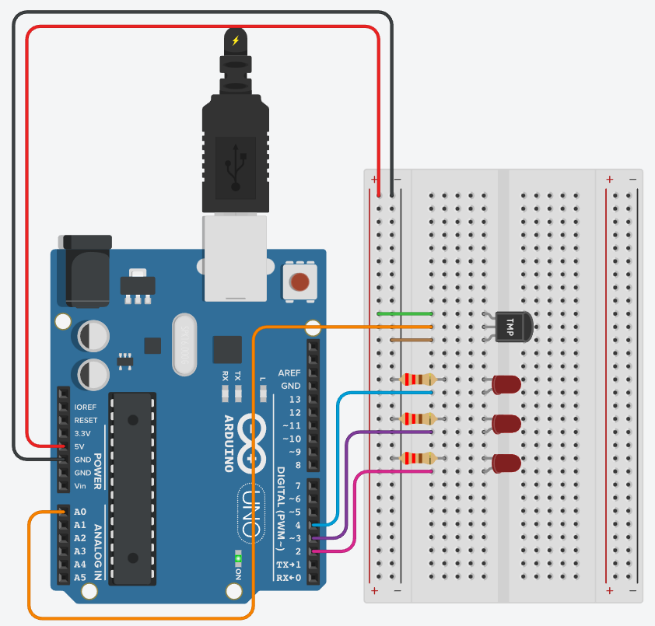 + −
+ −
TMP
RX
TX
L
AREF
GND
13
12
~11
~10
~9
8
7
~6
~5
4
~3
2
TX→1
RX←0
DIGITAL (PWM~)
ARDUINO
UNO
ON
IOREF
RESET
3.3V
5V
GND
GND
Vin
POWER
A0
A1
A2
A3
A4
A5
ANALOG IN
+ −
+ −